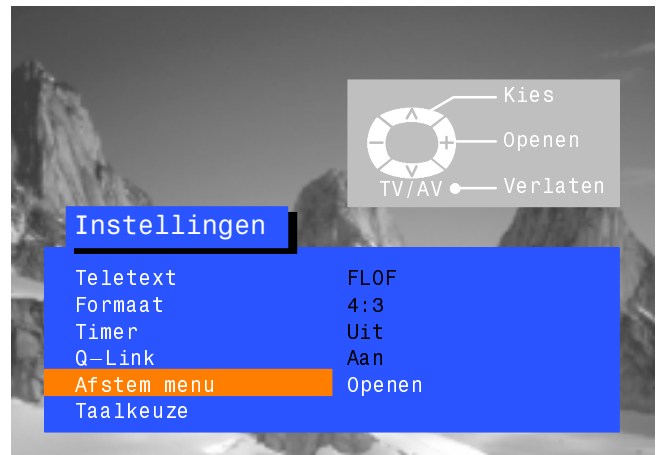 Kies
Openen
TV/AV Verlaten
Instellingen
Teletext FLOF
Formaat 4:3
Timer Uit
Q-Link Aan
Afstem menu Openen
Taalkeuze